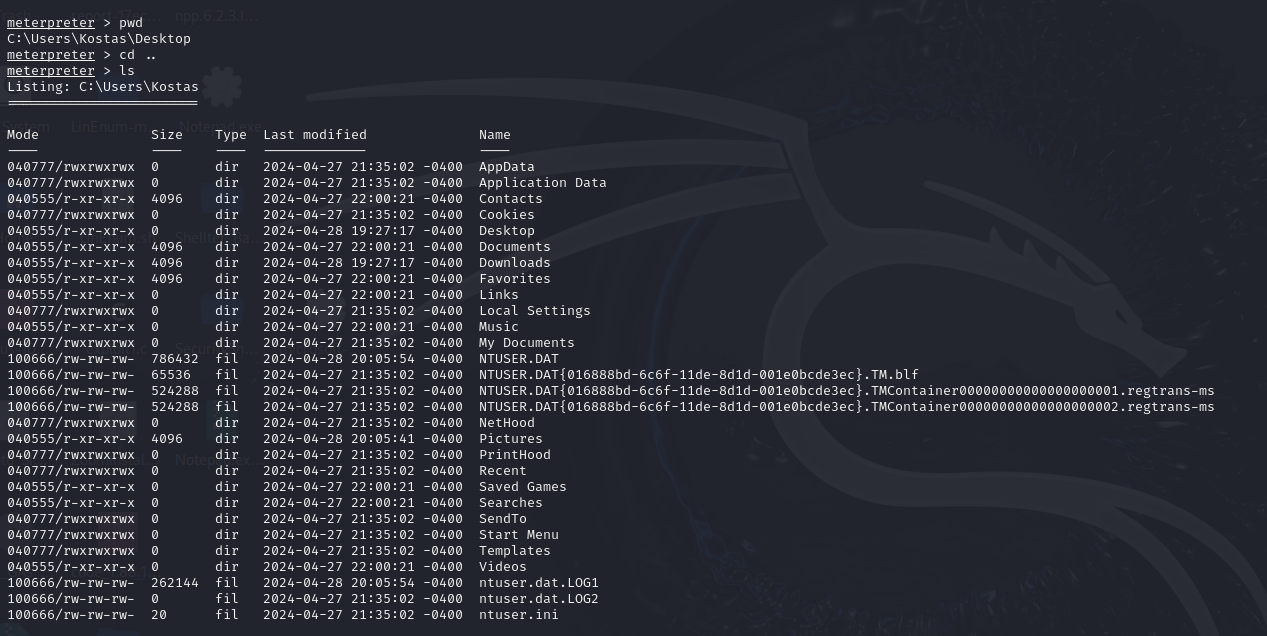 meterpreter > pwd
C:\Users\Kostas\Desktop
meterpreter > cd ..
meterpreter > ls
Listing: C:\Users\Kostas
========================
Mode Size Type Last modified Name
---- ---- ---- ------------- ----
040777/rwxrwxrwx 0 dir 2024-04-27 21:35:02 -0400 AppData
040777/rwxrwxrwx 0 dir 2024-04-27 21:35:02 -0400 Application Data
040555/r-xr-xr-x 4096 dir 2024-04-27 22:00:21 -0400 Contacts
040777/rwxrwxrwx 0 dir 2024-04-27 21:35:02 -0400 Cookies
040555/r-xr-xr-x 0 dir 2024-04-28 19:27:17 -0400 Desktop
040555/r-xr-xr-x 4096 dir 2024-04-27 22:00:21 -0400 Documents
040555/r-xr-xr-x 4096 dir 2024-04-28 19:27:17 -0400 Downloads
040555/r-xr-xr-x 4096 dir 2024-04-27 22:00:21 -0400 Favorites
040555/r-xr-xr-x 0 dir 2024-04-27 22:00:21 -0400 Links
040777/rwxrwxrwx 0 dir 2024-04-27 21:35:02 -0400 Local Settings
040555/r-xr-xr-x 0 dir 2024-04-27 22:00:21 -0400 Music
040777/rwxrwxrwx 0 dir 2024-04-27 21:35:02 -0400 My Documents
100666/rw-rw-rw- 786432 fil 2024-04-28 20:05:54 -0400 NTUSER.DAT
100666/rw-rw-rw- 65536 fil 2024-04-27 21:35:02 -0400 NTUSER.DAT{016888bd-6c6f-11de-8d1d-001e0bcde3ec}.TM.blf
100666/rw-rw-rw- 524288 fil 2024-04-27 21:35:02 -0400 NTUSER.DAT{016888bd-6c6f-11de-8d1d-001e0bcde3ec}.TMContainer00000000000000000001.regtrans-ms
100666/rw-rw-rw- 524288 fil 2024-04-27 21:35:02 -0400 NTUSER.DAT{016888bd-6c6f-11de-8d1d-001e0bcde3ec}.TMContainer00000000000000000002.regtrans-ms
040777/rwxrwxrwx 0 dir 2024-04-27 21:35:02 -0400 NetHood
040555/r-xr-xr-x 4096 dir 2024-04-28 20:05:41 -0400 Pictures
040777/rwxrwxrwx 0 dir 2024-04-27 21:35:02 -0400 PrintHood
040777/rwxrwxrwx 0 dir 2024-04-27 21:35:02 -0400 Recent
040555/r-xr-xr-x 0 dir 2024-04-27 22:00:21 -0400 Saved Games
040555/r-xr-xr-x 0 dir 2024-04-27 22:00:21 -0400 Searches
040777/rwxrwxrwx 0 dir 2024-04-27 21:35:02 -0400 SendTo
040777/rwxrwxrwx 0 dir 2024-04-27 21:35:02 -0400 Start Menu
040777/rwxrwxrwx 0 dir 2024-04-27 21:35:02 -0400 Templates
040555/r-xr-xr-x 0 dir 2024-04-27 22:00:21 -0400 Videos
100666/rw-rw-rw- 262144 fil 2024-04-28 20:05:54 -0400 ntuser.dat.LOG1
100666/rw-rw-rw- 0 fil 2024-04-27 21:35:02 -0400 ntuser.dat.LOG2
100666/rw-rw-rw- 20 fil 2024-04-27 21:35:02 -0400 ntuser.ini